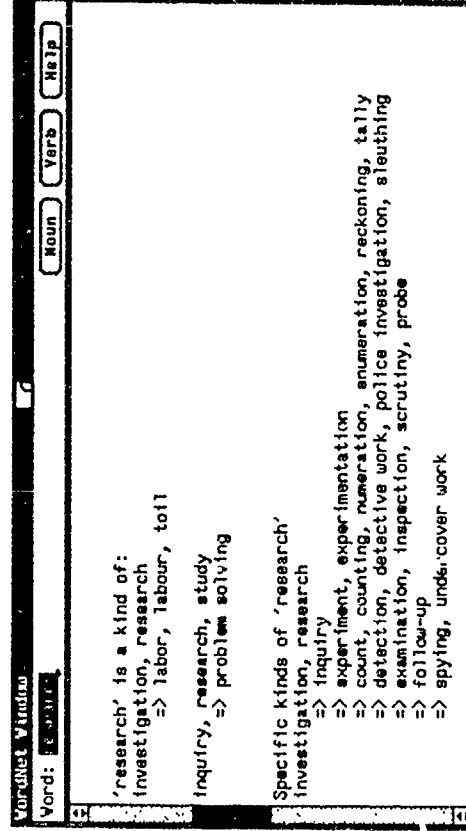 WordNet Window
Word: research
Noun Verb Help
'research' is a kind of:
investigation, research
=> labor, labour, toil
inquiry, research, study
=> problem solving
Specific kinds of 'research'
investigation, research
=> inquiry
=> experiment, experimentation
=> count, counting, numeration, enumeration, reckoning, tally
=> detection, detective work, police investigation, sleuthing
=> examination, inspection, scrutiny, probe
=> follow-up
=> spying, undercover work